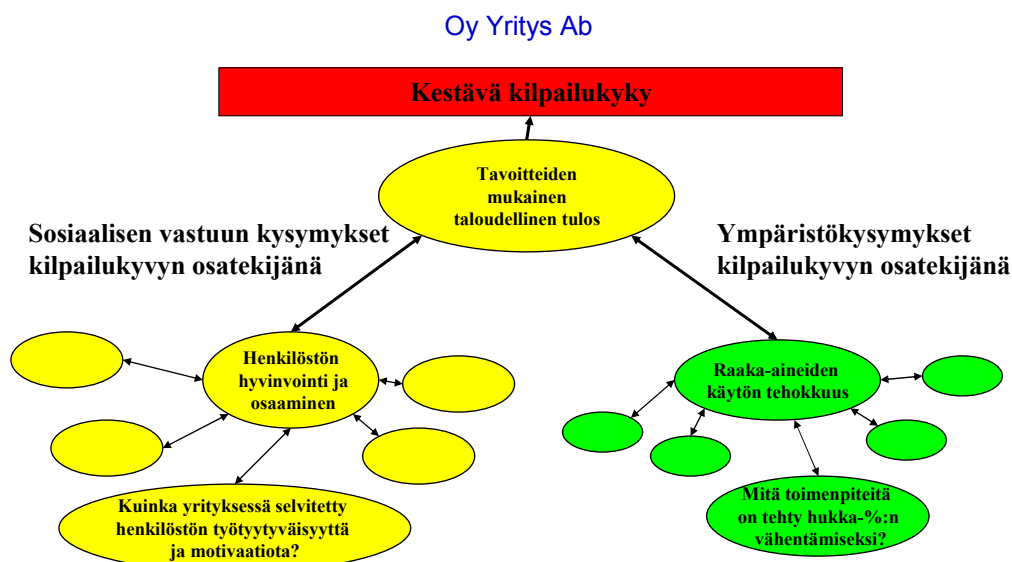 Oy Yritys Ab
Kestävä kilpailukyky
Tavoitteiden
mukainen
taloudellinen tulos
Sosiaalisen vastuun kysymykset
kilpailukyvyn osatekijänä
Ympäristökysymykset
kilpailukyvyn osatekijänä
Henkilöstön
hyvinvointi ja
osaaminen
Raaka-aineiden
käytön tehokkuus
Kuinka yrityksessä selvitetty
henkilöstön työtyytyväisyyttä
ja motivaatiota?
Mitä toimenpiteitä
on tehty hukka-%:n
vähentämiseksi?